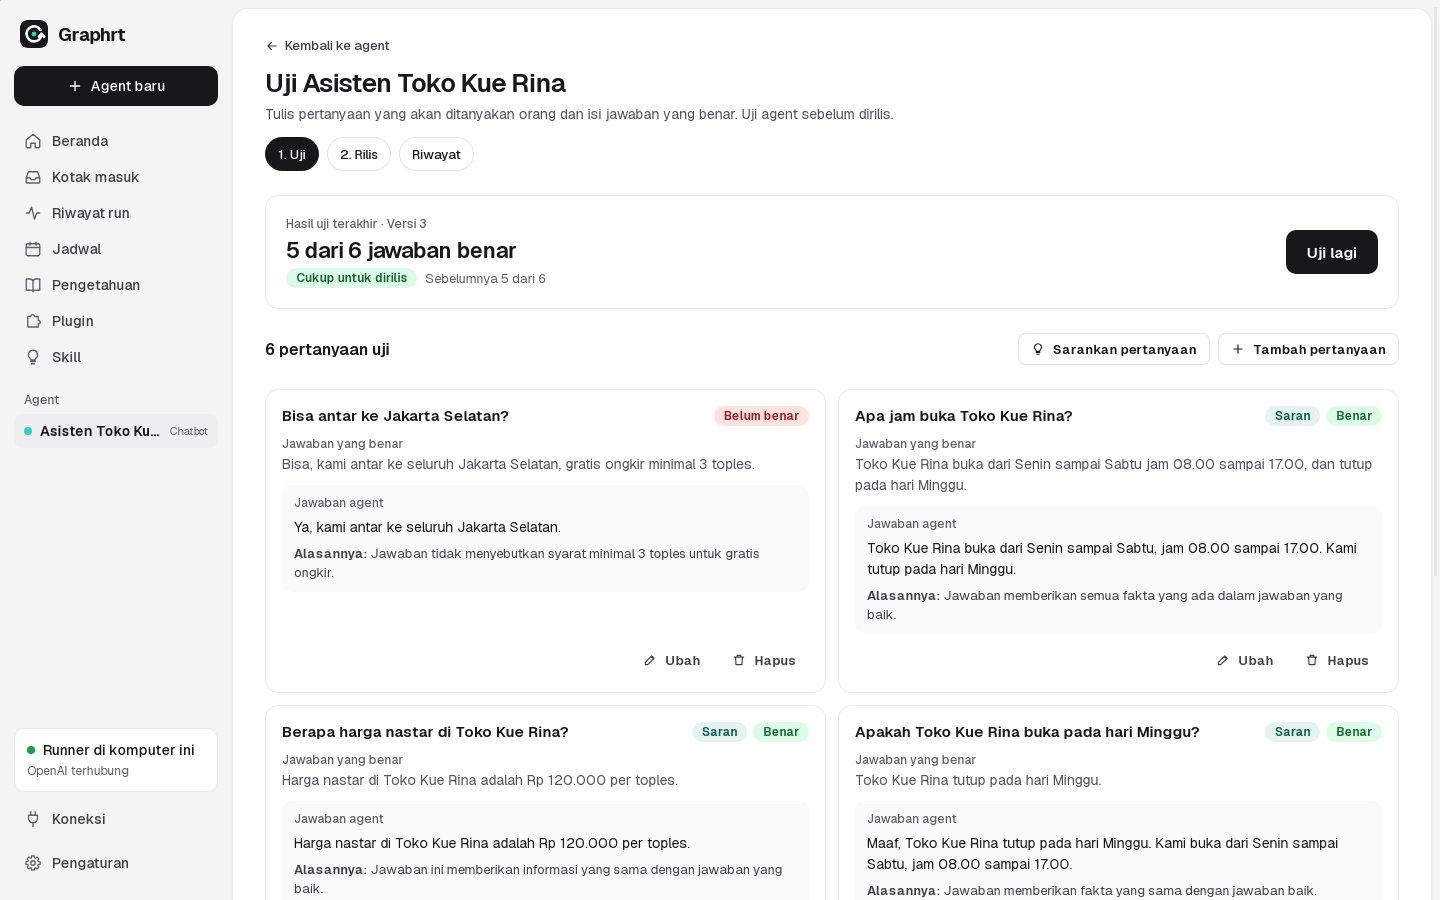 Graphrt
Agent baru
Beranda
Kotak masuk
Riwayat run
Jadwal
Pengetahuan
Plugin
Skill
Agent
Asisten Toko Ku... Chatbot
Runner di komputer ini
OpenAI terhubung
Koneksi
Pengaturan
Kembali ke agent
Uji Asisten Toko Kue Rina
Tulis pertanyaan yang akan ditanyakan orang dan isi jawaban yang benar. Uji agent sebelum dirilis.
1. Uji 2. Rilis Riwayat
Hasil uji terakhir · Versi 3
5 dari 6 jawaban benar
Cukup untuk dirilis Sebelumnya 5 dari 6
Uji lagi
6 pertanyaan uji
Sarankan pertanyaan
Tambah pertanyaan
Bisa antar ke Jakarta Selatan? Belum benar
Jawaban yang benar
Bisa, kami antar ke seluruh Jakarta Selatan, gratis ongkir minimal 3 toples.
Jawaban agent
Ya, kami antar ke seluruh Jakarta Selatan.
Alasannya: Jawaban tidak menyebutkan syarat minimal 3 toples untuk gratis
ongkir.
Ubah Hapus
Apa jam buka Toko Kue Rina? Saran Benar
Jawaban yang benar
Toko Kue Rina buka dari Senin sampai Sabtu jam 08.00 sampai 17.00, dan tutup
pada hari Minggu.
Jawaban agent
Toko Kue Rina buka dari Senin sampai Sabtu, jam 08.00 sampai 17.00. Kami
tutup pada hari Minggu.
Alasannya: Jawaban memberikan semua fakta yang ada dalam jawaban yang
baik.
Ubah Hapus
Berapa harga nastar di Toko Kue Rina? Saran Benar
Jawaban yang benar
Harga nastar di Toko Kue Rina adalah Rp 120.000 per toples.
Jawaban agent
Harga nastar di Toko Kue Rina adalah Rp 120.000 per toples.
Alasannya: Jawaban ini memberikan informasi yang sama dengan jawaban yang
baik.
Apakah Toko Kue Rina buka pada hari Minggu? Saran Benar
Jawaban yang benar
Toko Kue Rina tutup pada hari Minggu.
Jawaban agent
Maaf, Toko Kue Rina tutup pada hari Minggu. Kami buka dari Senin sampai
Sabtu, jam 08.00 sampai 17.00.
Alasannya: Jawaban memberikan fakta yang sama dengan jawaban baik.